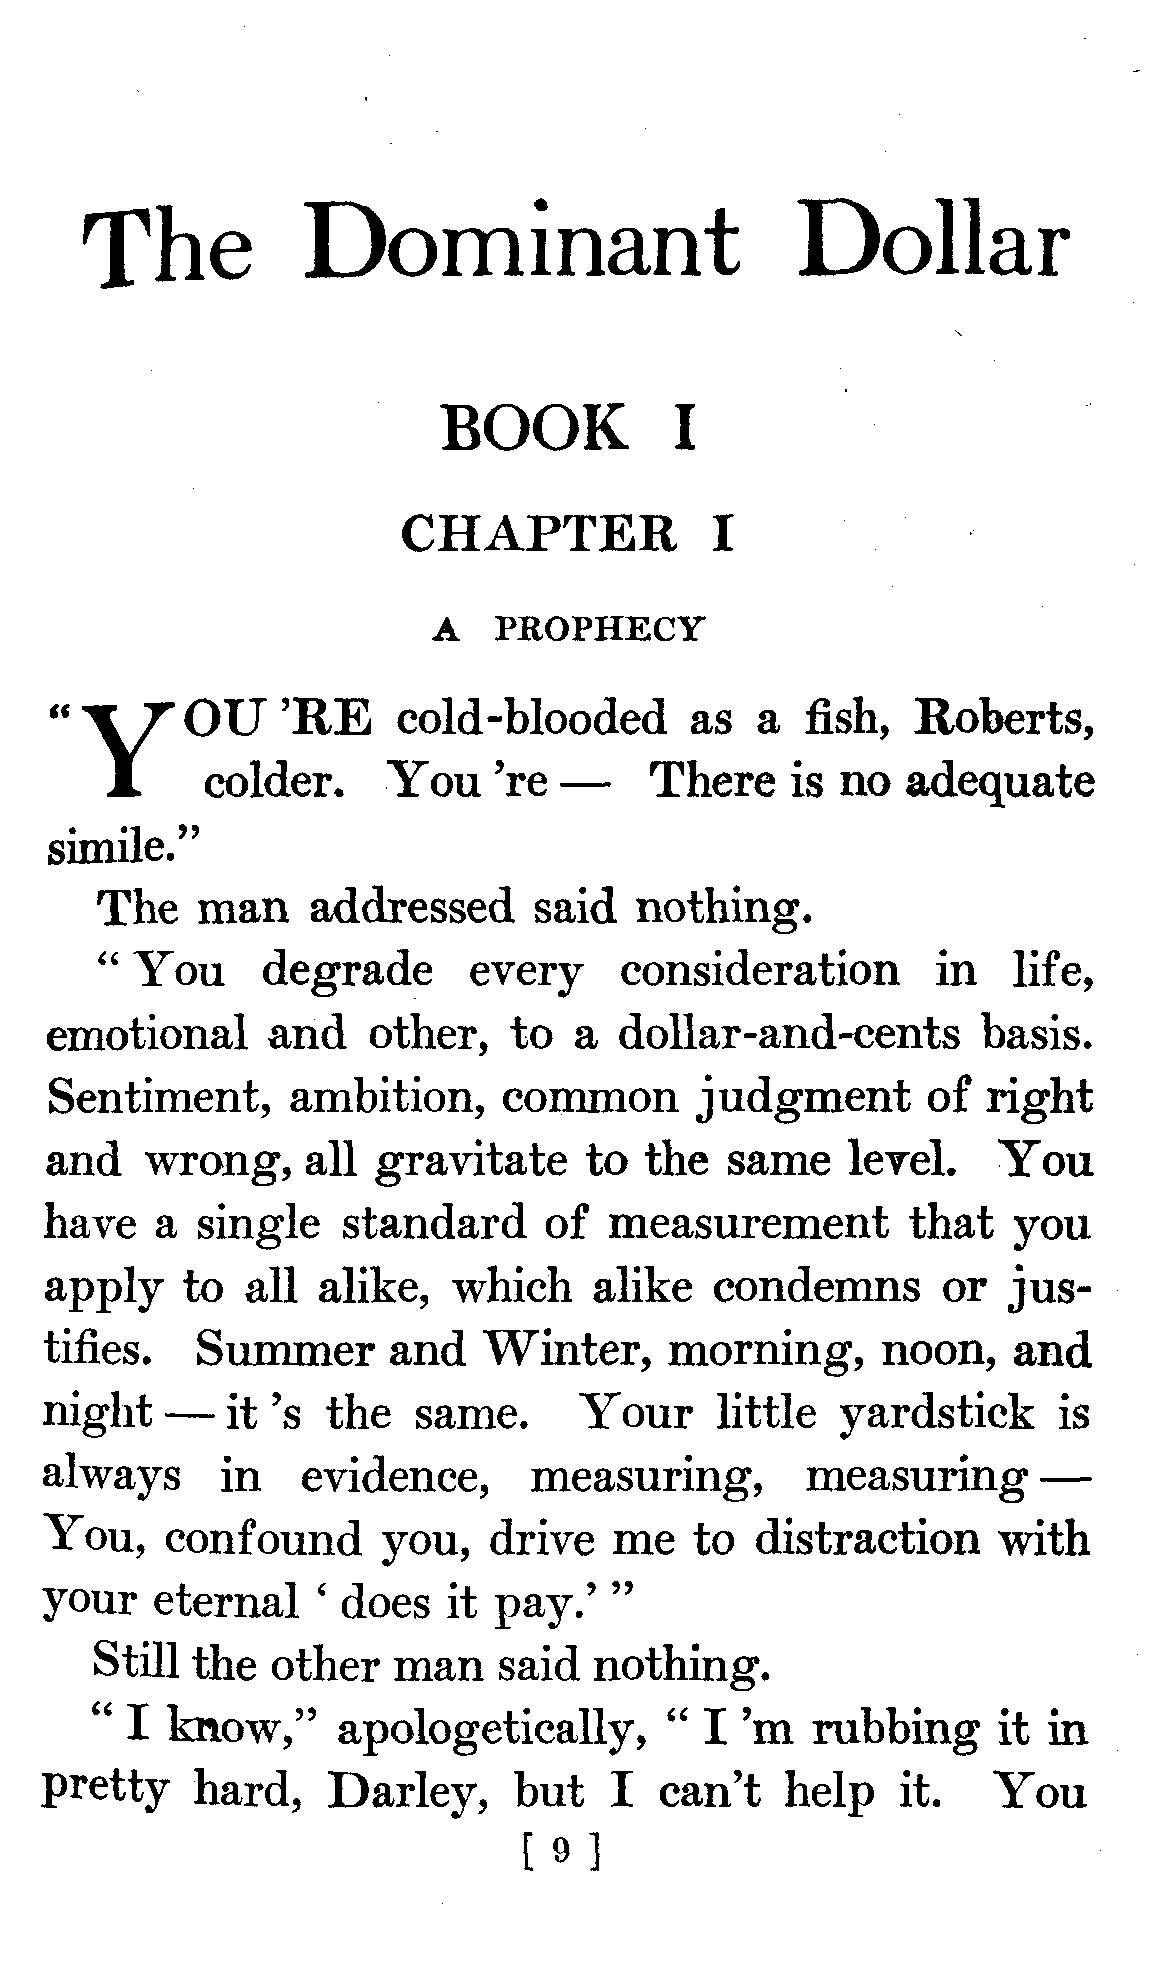 The Dominant Dollar
BOOK I
CHAPTER I
A PROPHECY
“YOU ’RE cold-blooded as a fish, Roberts,
colder. You ’re — There is no adequate
simile.”
The man addressed said nothing.
“ You degrade every consideration in life,
emotional and other, to a dollar-and-cents basis.
Sentiment, ambition, common judgment of right
and wrong, all gravitate to the same level. You
have a single standard of measurement that you
apply to all alike, which alike condemns or jus-
tifies. Summer and Winter, morning, noon, and
night — it ’s the same. Your little yardstick is
always in evidence, measuring, measuring —
You, confound you, drive me to distraction with
your eternal ‘ does it pay.’ ”
Still the other man said nothing.
“ I know,” apologetically, “ I ’m rubbing it in
pretty hard, Darley, but I can’t help it. You
[ 9 ]